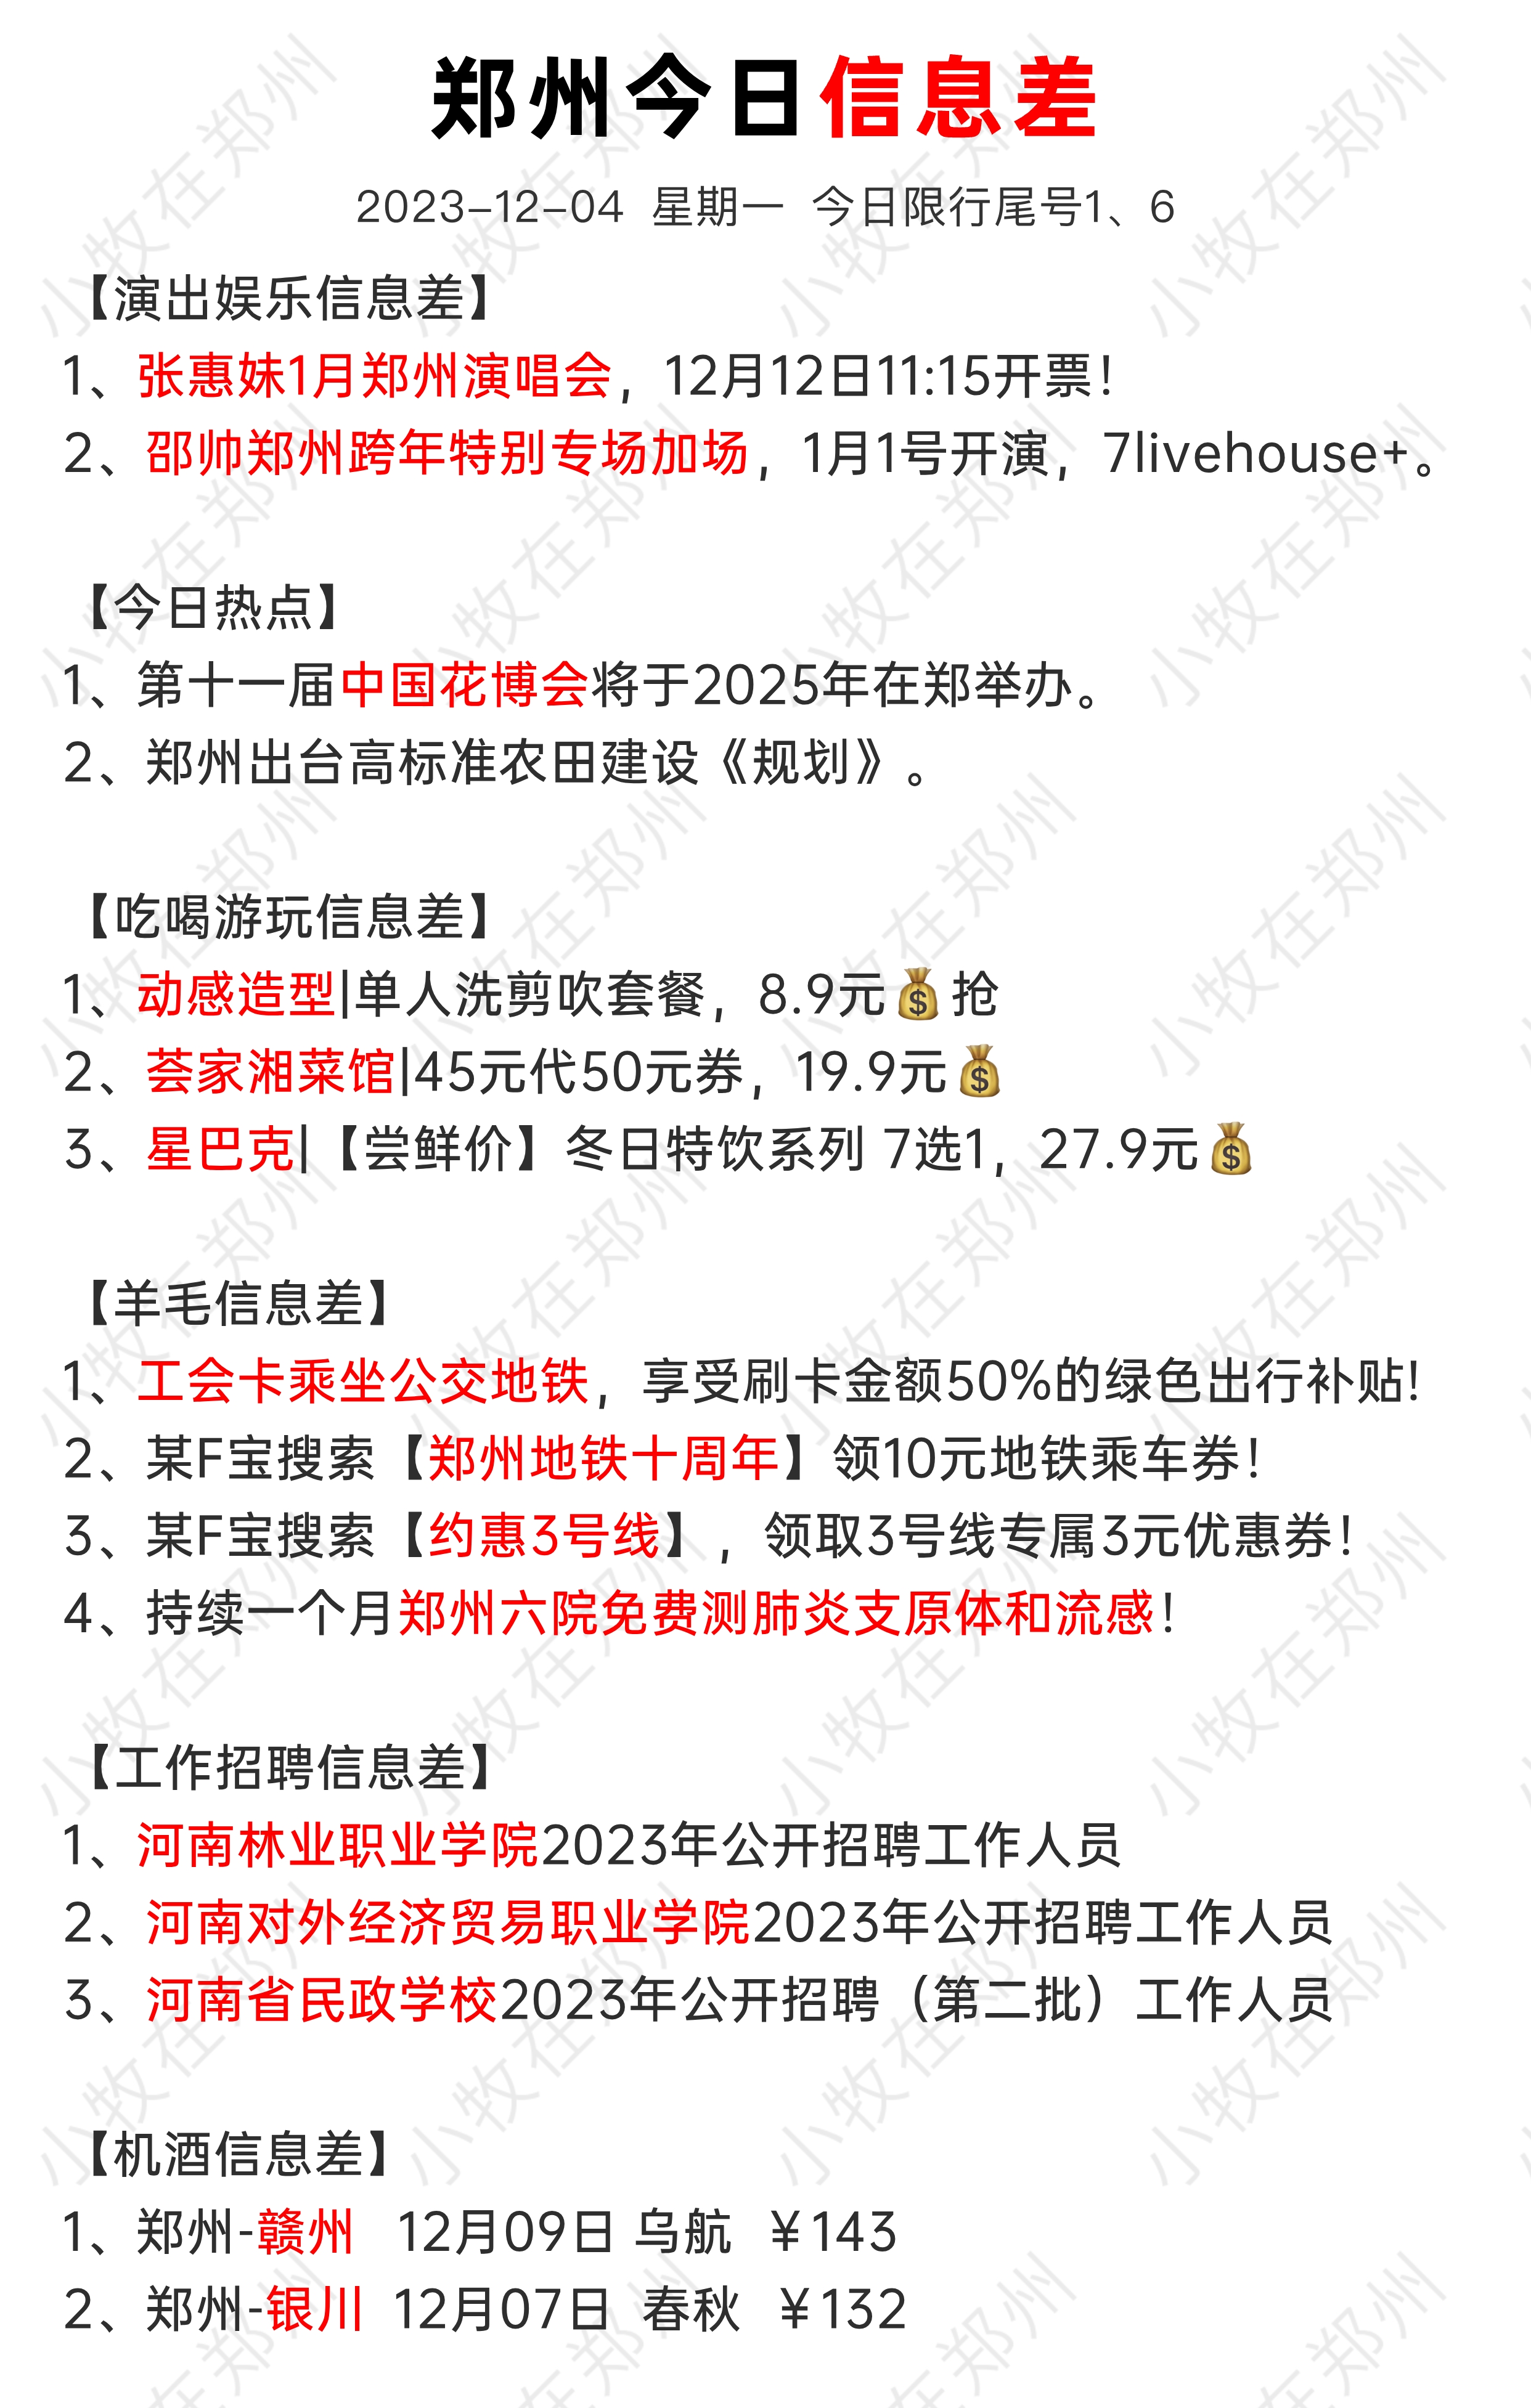 郑州今日信息差
2023-12-04 星期一 今日限行尾号1、6
【演出娱乐信息差】
1、张惠妹1月郑州演唱会，12月12日11:15开票！
2、邵帅郑州跨年特别专场加场，1月1号开演，7livehouse+。
【今日热点】
1、第十一届中国花博会将于2025年在郑举办。
2、郑州出台高标准农田建设《规划》。
【吃喝游玩信息差】
1、动感造型|单人洗剪吹套餐，8.9元💰抢
2、荟家湘菜馆|45元代50元券，19.9元💰
3、星巴克|【尝鲜价】冬日特饮系列 7选1，27.9元💰
【羊毛信息差】
1、工会卡乘坐公交地铁，享受刷卡金额50%的绿色出行补贴!
2、某F宝搜索【郑州地铁十周年】领10元地铁乘车券！
3、某F宝搜索【约惠3号线】，领取3号线专属3元优惠券！
4、持续一个月郑州六院免费测肺炎支原体和流感！
【工作招聘信息差】
1、河南林业职业学院2023年公开招聘工作人员
2、河南对外经济贸易职业学院2023年公开招聘工作人员
3、河南省民政学校2023年公开招聘（第二批）工作人员
【机酒信息差】
1、郑州-赣州 12月09日 乌航 ￥143
2、郑州-银川 12月07日 春秋 ￥132
小牧在郑州